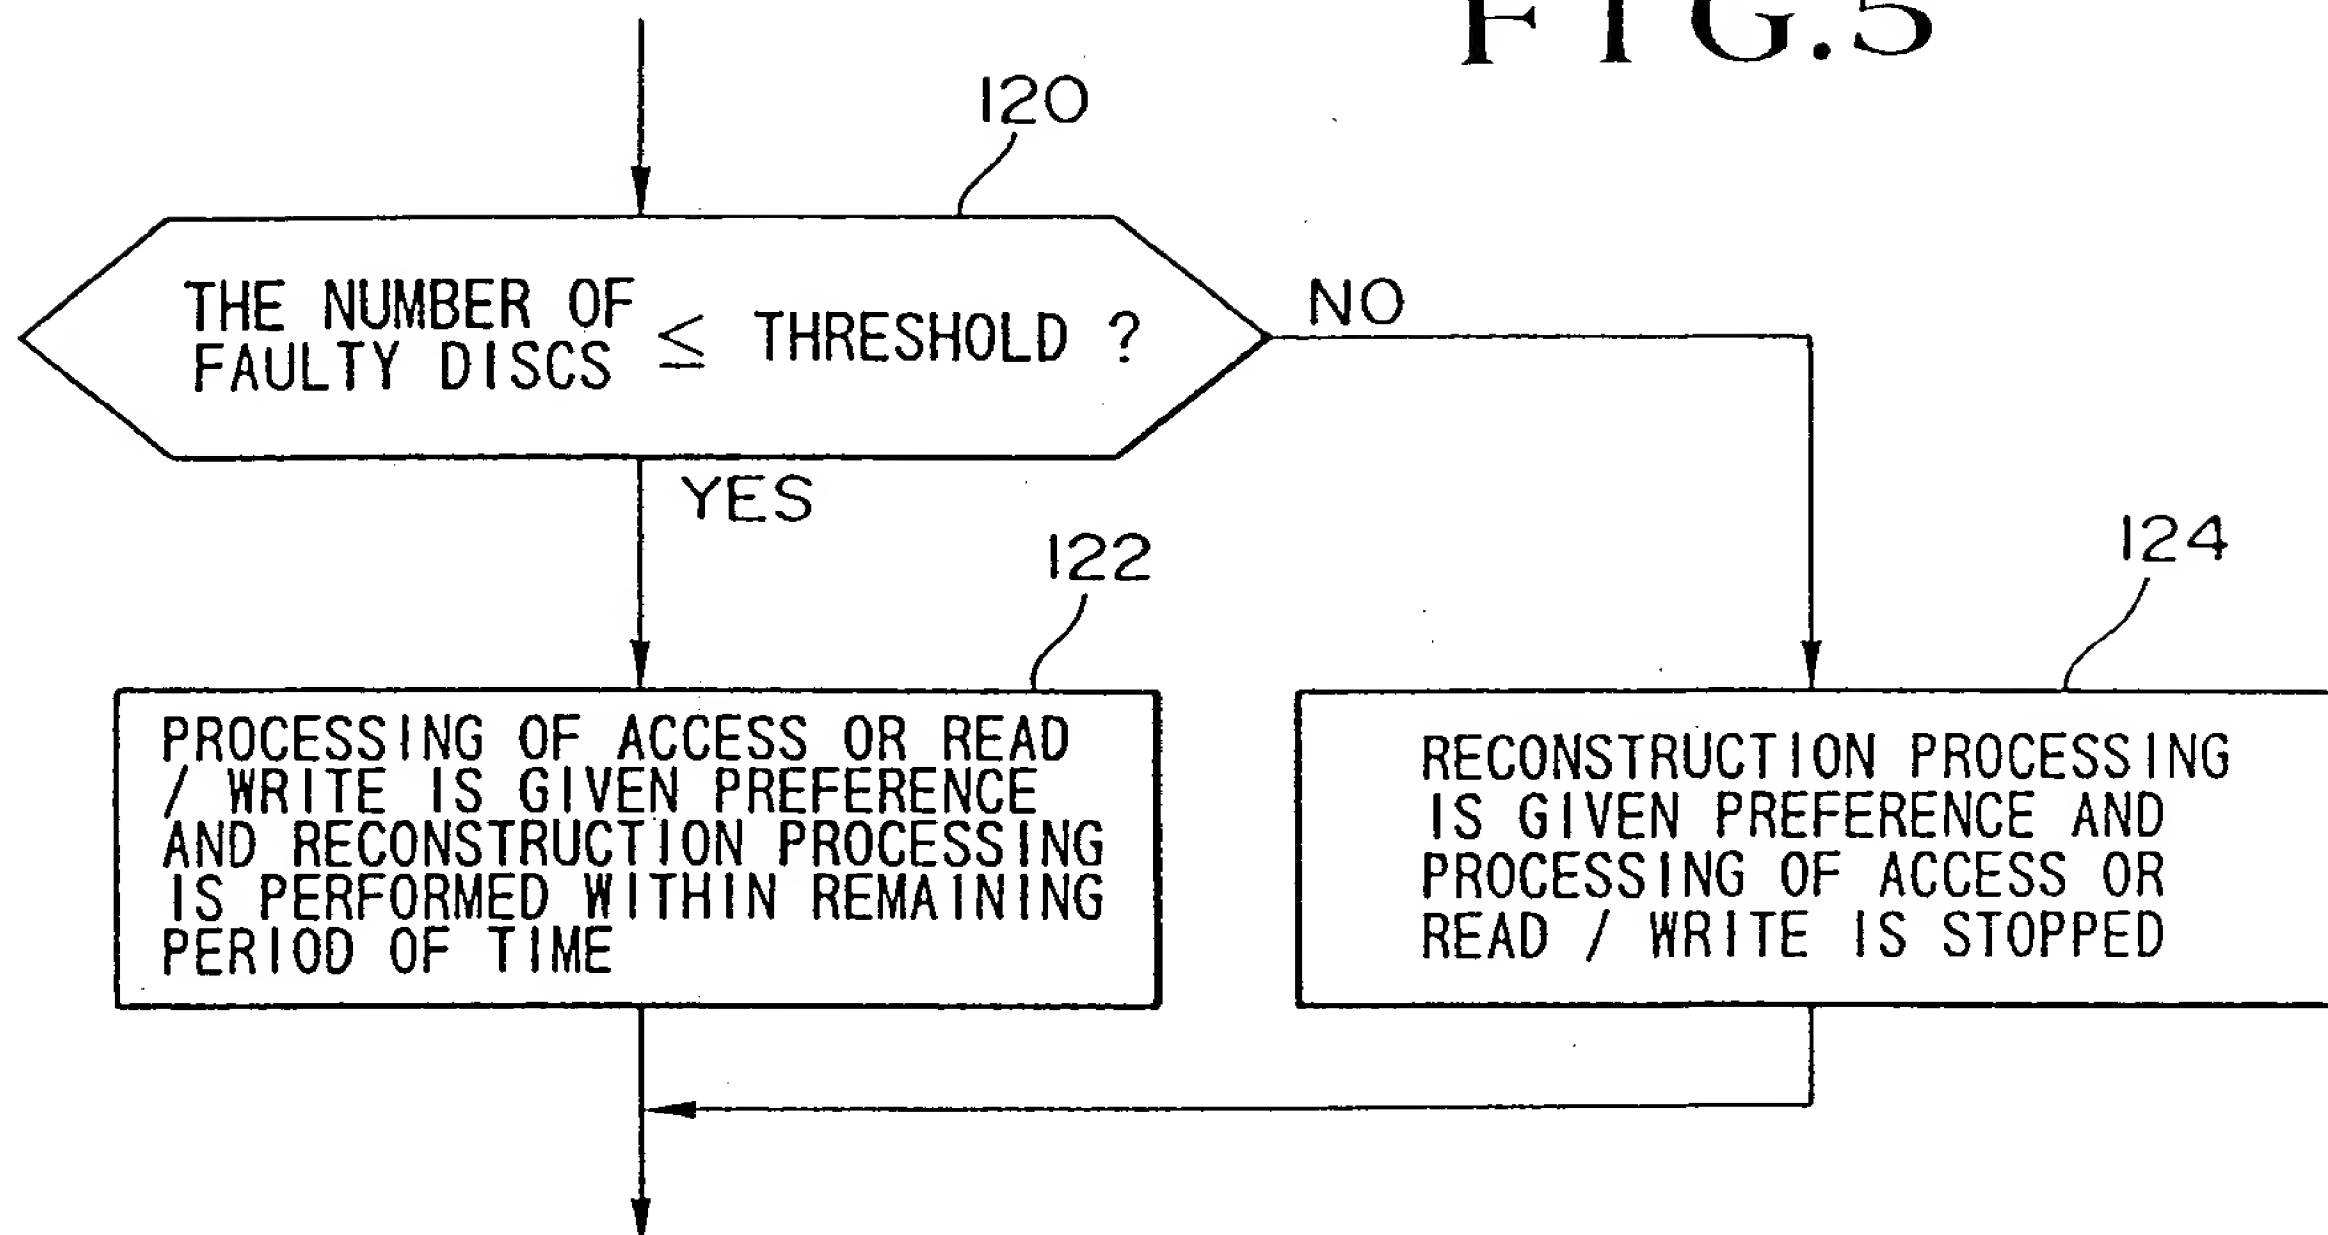 FIG.5
120
THE NUMBER OF
FAULTY DISCS ≤ THRESHOLD ?
NO
YES
122
124
PROCESSING OF ACCESS OR READ
/ WRITE IS GIVEN PREFERENCE
AND RECONSTRUCTION PROCESSING
IS PERFORMED WITHIN REMAINING
PERIOD OF TIME
RECONSTRUCTION PROCESSING
IS GIVEN PREFERENCE AND
PROCESSING OF ACCESS OR
READ / WRITE IS STOPPED